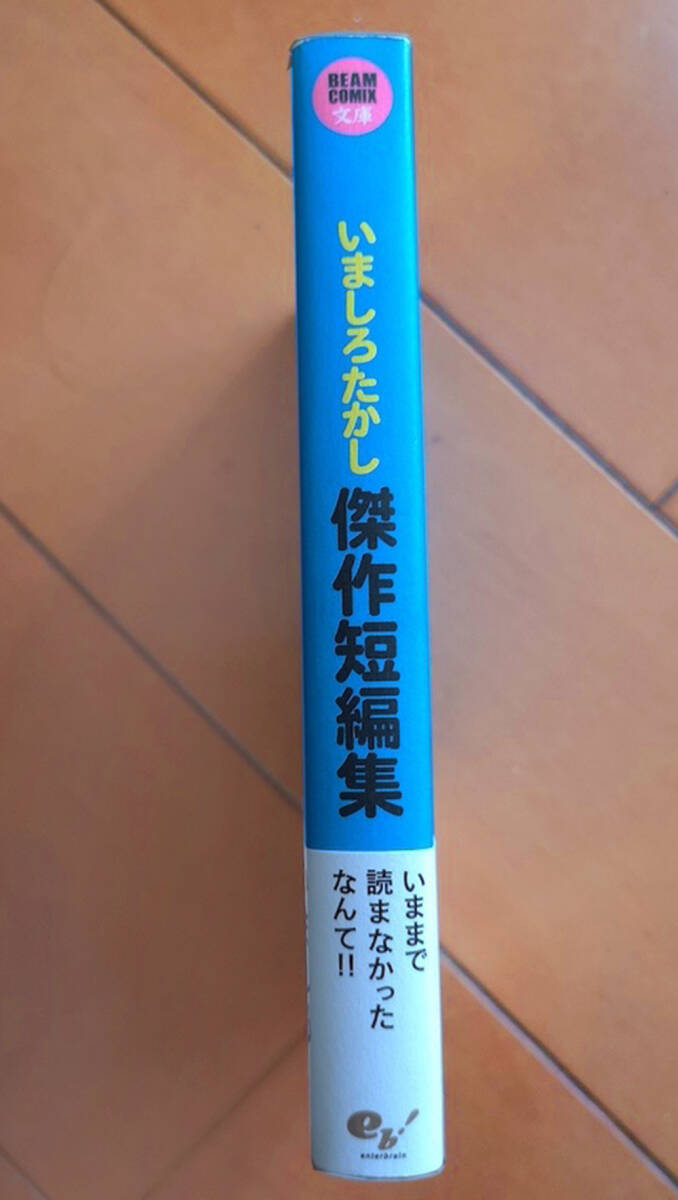 BEAM
COMIX
文庫
いましろたかし
傑作短編集
いままで
読まなかった
なんて!!
eb!
enterbrain